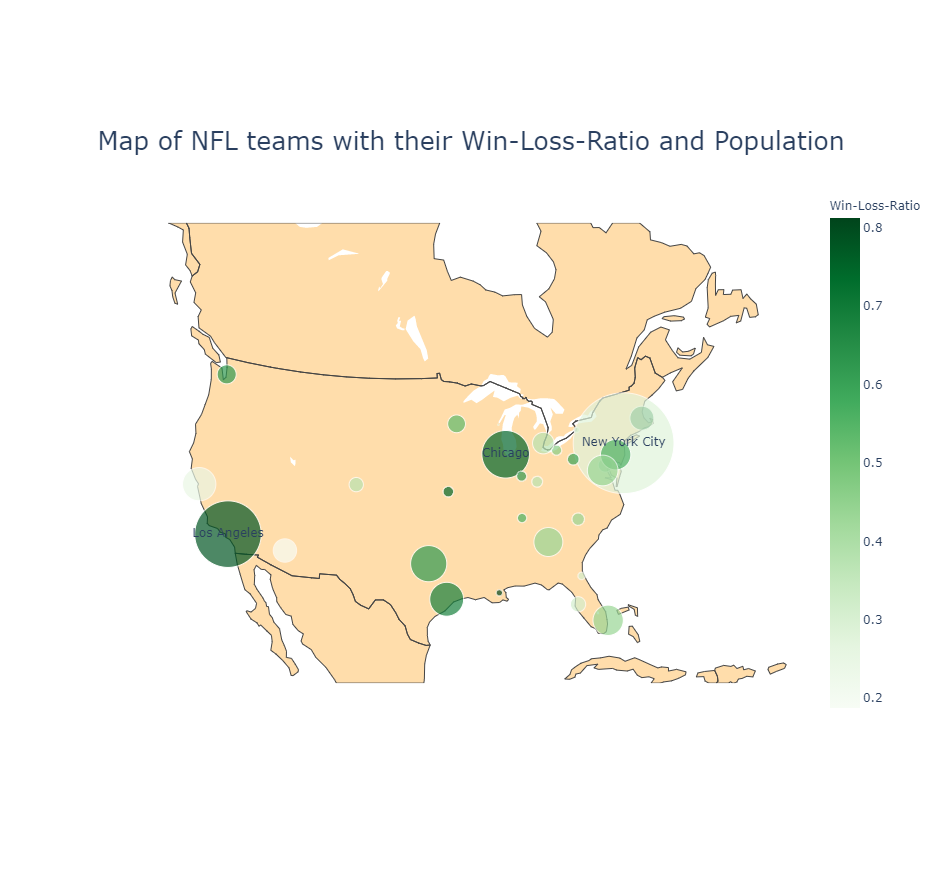 Map of NFL teams with their Win-Loss-Ratio and Population
Win-Loss-Ratio
0.8
0.7
0.6
0.5
0.4
0.3
0.2
New York City
Chicago
Los Angeles